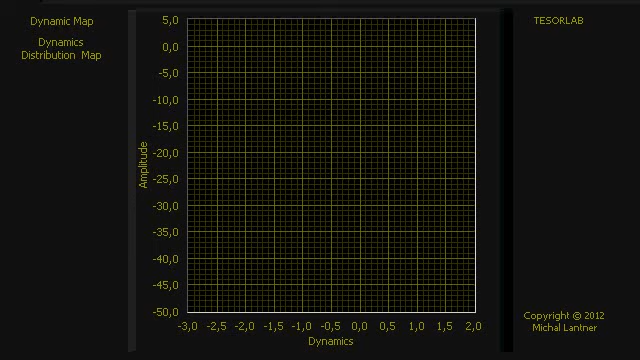 Dynamic Map
Dynamics
Distribution Map
TESORLAB
5,0
0,0
-5,0
-10,0
-15,0
-20,0
-25,0
-30,0
-35,0
-40,0
-45,0
-50,0
Amplitude
-3,0 -2,5 -2,0 -1,5 -1,0 -0,5 0,0 0,5 1,0 1,5 2,0
Dynamics
Copyright © 2012
Michal Lantner